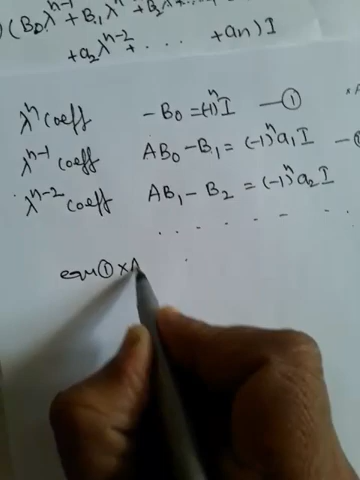 (B₀λⁿ⁻¹ + B₁λⁿ⁻² + B₂λ
+ a₂λⁿ⁻² + . . . . + aₙ) I
λⁿ coeff − B₀ = (-1)ⁿ I — ①
λⁿ⁻¹ coeff AB₀ − B₁ = (-1)ⁿ a₁ I —
λⁿ⁻² coeff AB₁ − B₂ = (-1)ⁿ a₂ I
eqn ① × A